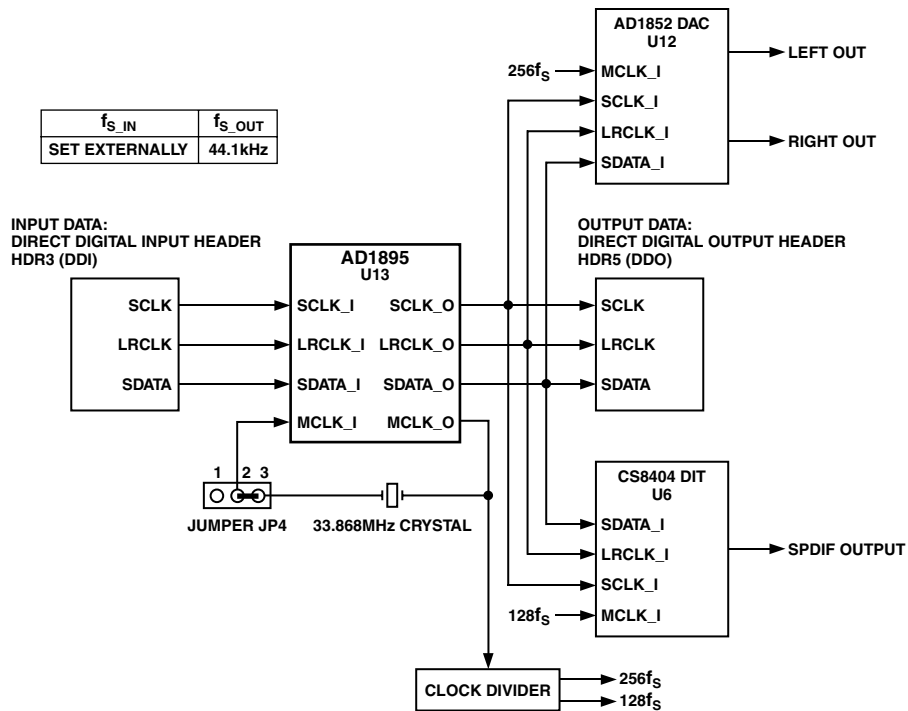 AD1852 DAC
U12
256fS
MCLK_I
SCLK_I
LRCLK_I
SDATA_I
LEFT OUT
RIGHT OUT
fS_IN fS_OUT
SET EXTERNALLY 44.1kHz
INPUT DATA:
DIRECT DIGITAL INPUT HEADER
HDR3 (DDI)
SCLK
LRCLK
SDATA
AD1895
U13
SCLK_I SCLK_O
LRCLK_I LRCLK_O
SDATA_I SDATA_O
MCLK_I MCLK_O
OUTPUT DATA:
DIRECT DIGITAL OUTPUT HEADER
HDR5 (DDO)
SCLK
LRCLK
SDATA
1 2 3
JUMPER JP4
33.868MHz CRYSTAL
CS8404 DIT
U6
SDATA_I
LRCLK_I
SCLK_I
128fS
MCLK_I
SPDIF OUTPUT
CLOCK DIVIDER
256fS
128fS